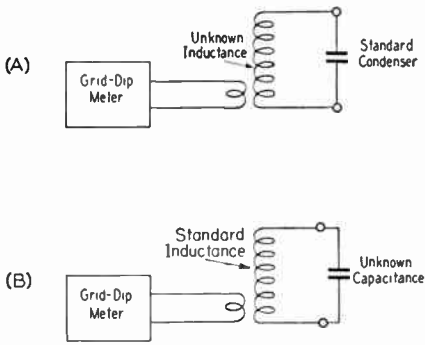 (A)
Grid-Dip
Meter
Unknown
Inductance
Standard
Condenser
(B)
Grid-Dip
Meter
Standard
Inductance
Unknown
Capacitance